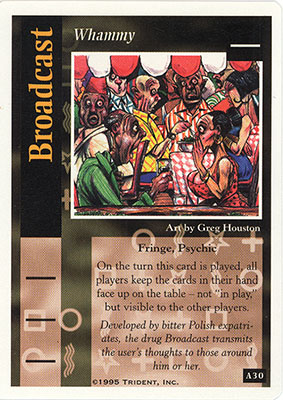 Broadcast
Whammy
Art by Greg Houston
Fringe, Psychic
On the turn this card is played, all
players keep the cards in their hand
face up on the table – not "in play,"
but visible to the other players.
Developed by bitter Polish expatri-
ates, the drug Broadcast transmits
the user's thoughts to those around
him or her.
©1995 Trident, Inc.
A30